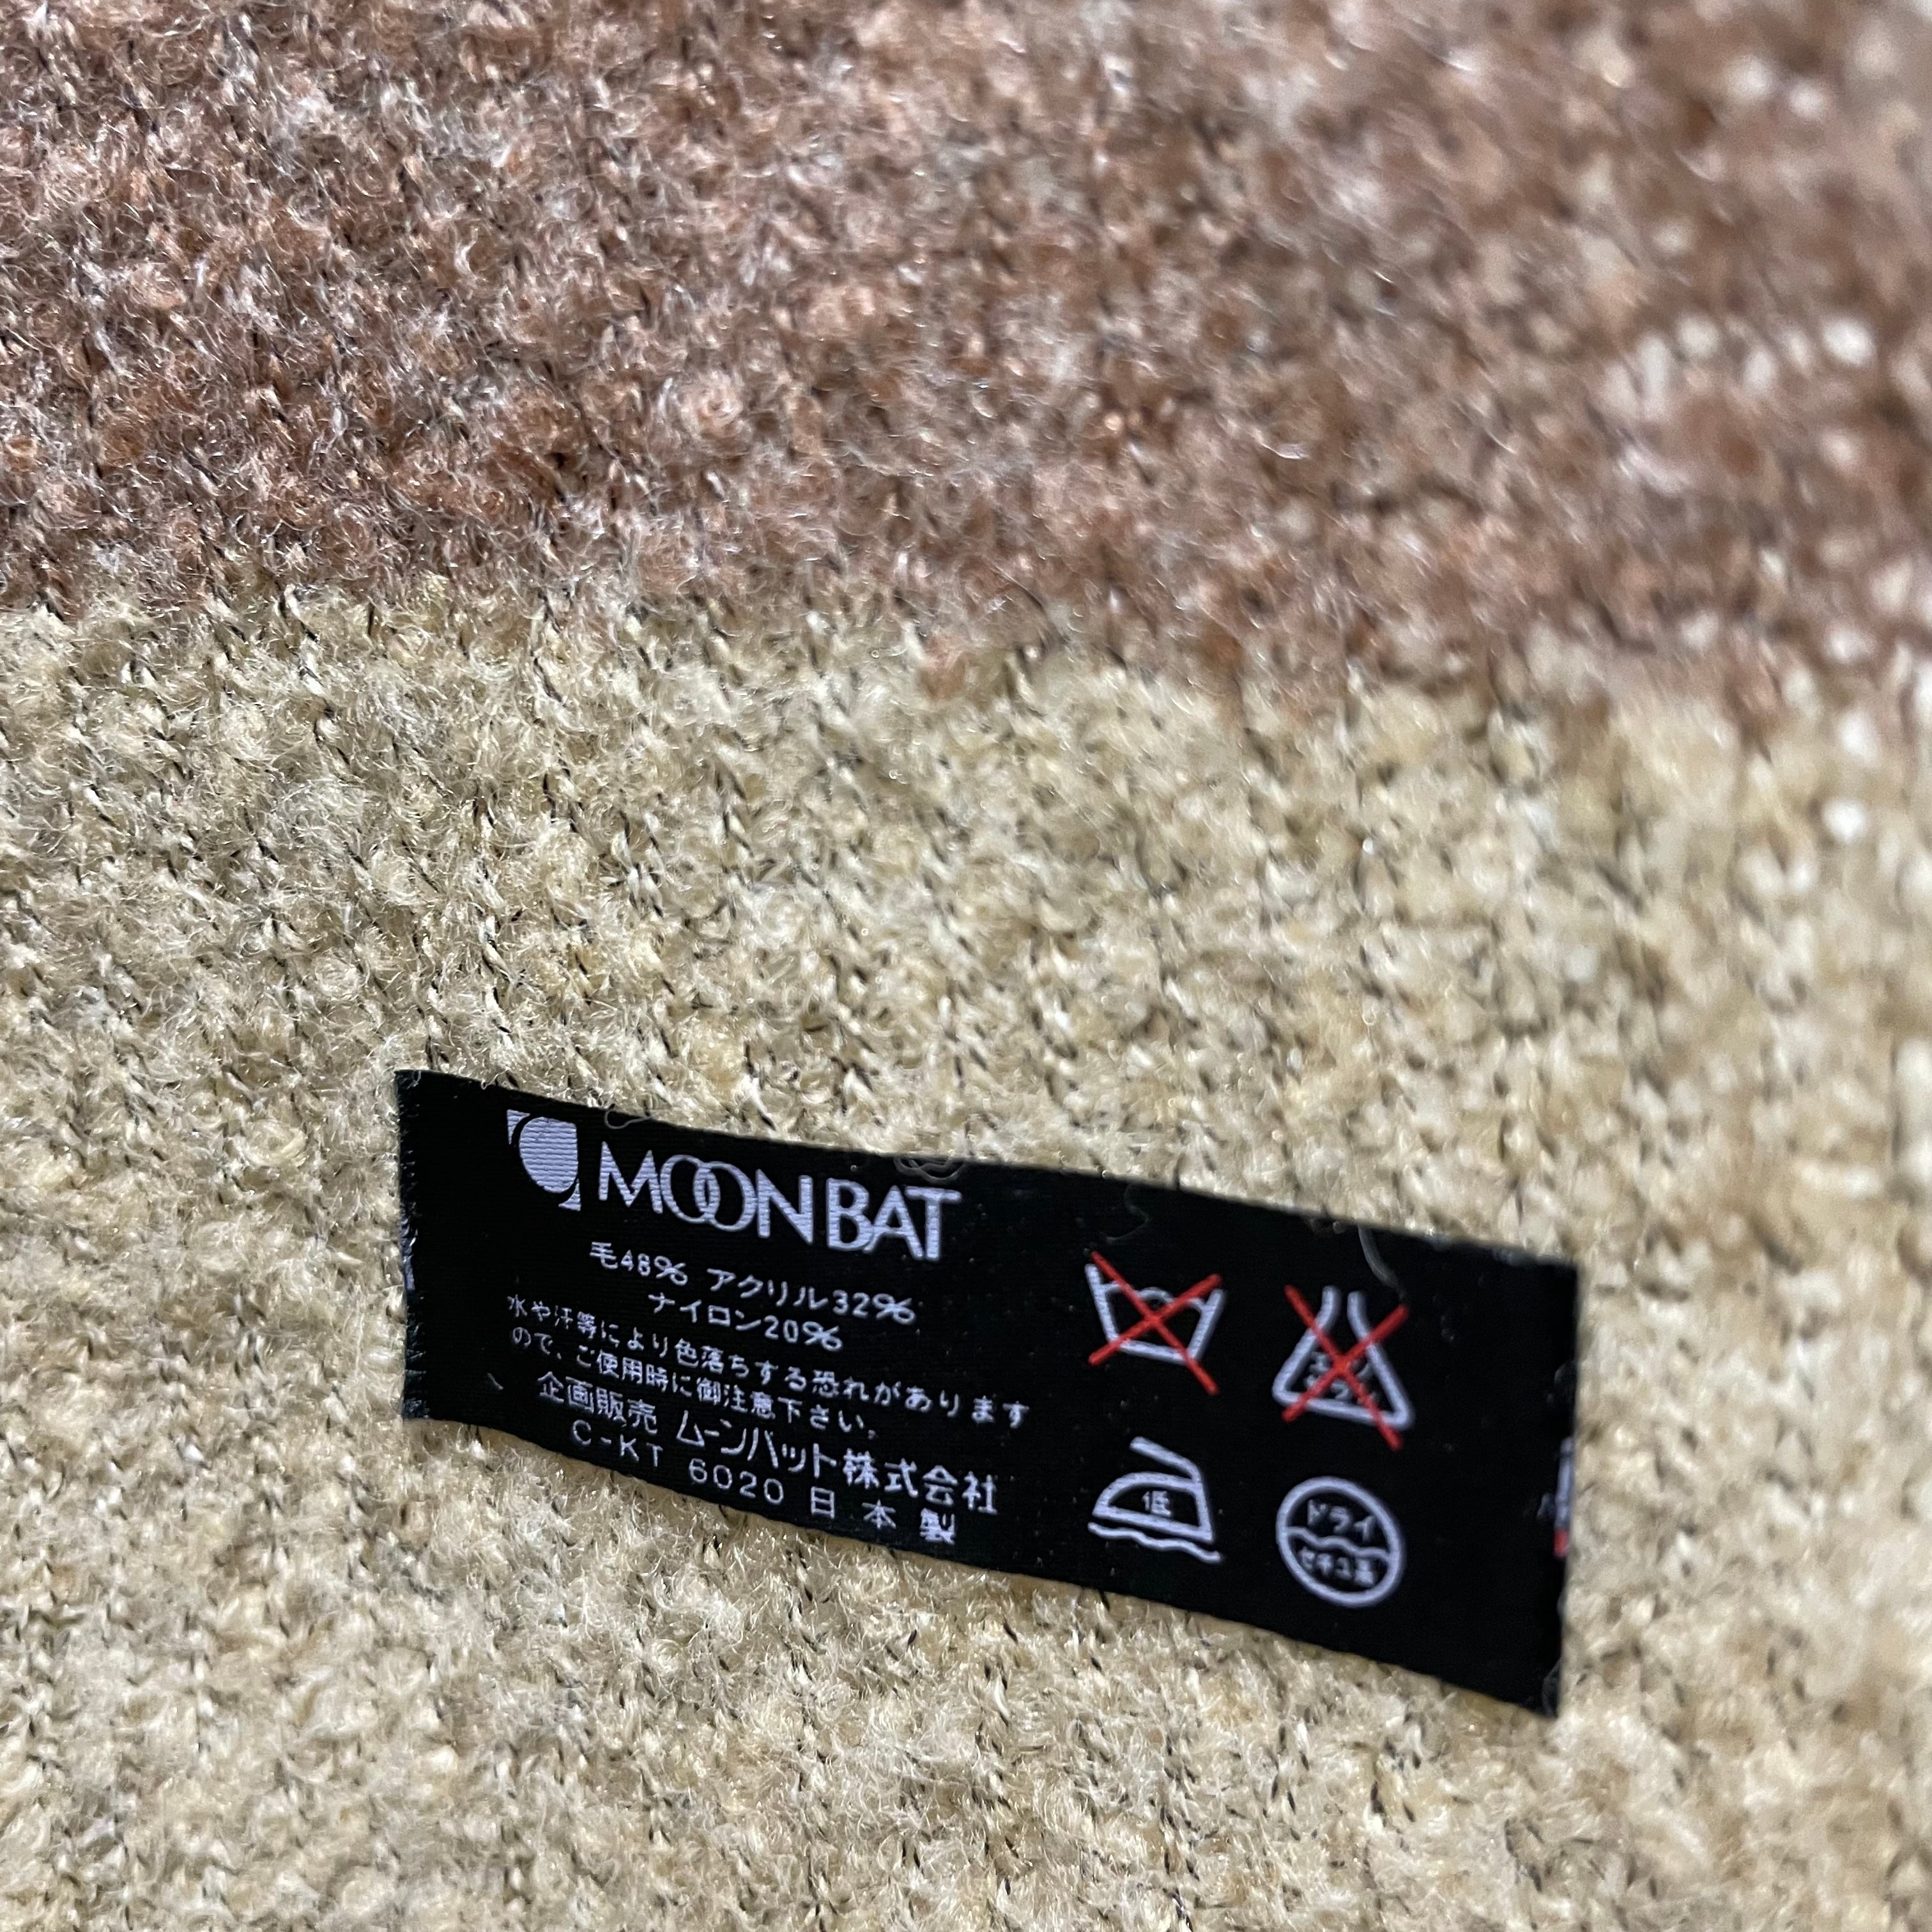 MOONBAT
毛48% アクリル32%
ナイロン20%
水や汗等により色落ちする恐れがあります
ので、ご使用時に御注意下さい。
企画販売 ムーンバット株式会社
C-KT 6020 日本製
低
ドライ
セキユ系